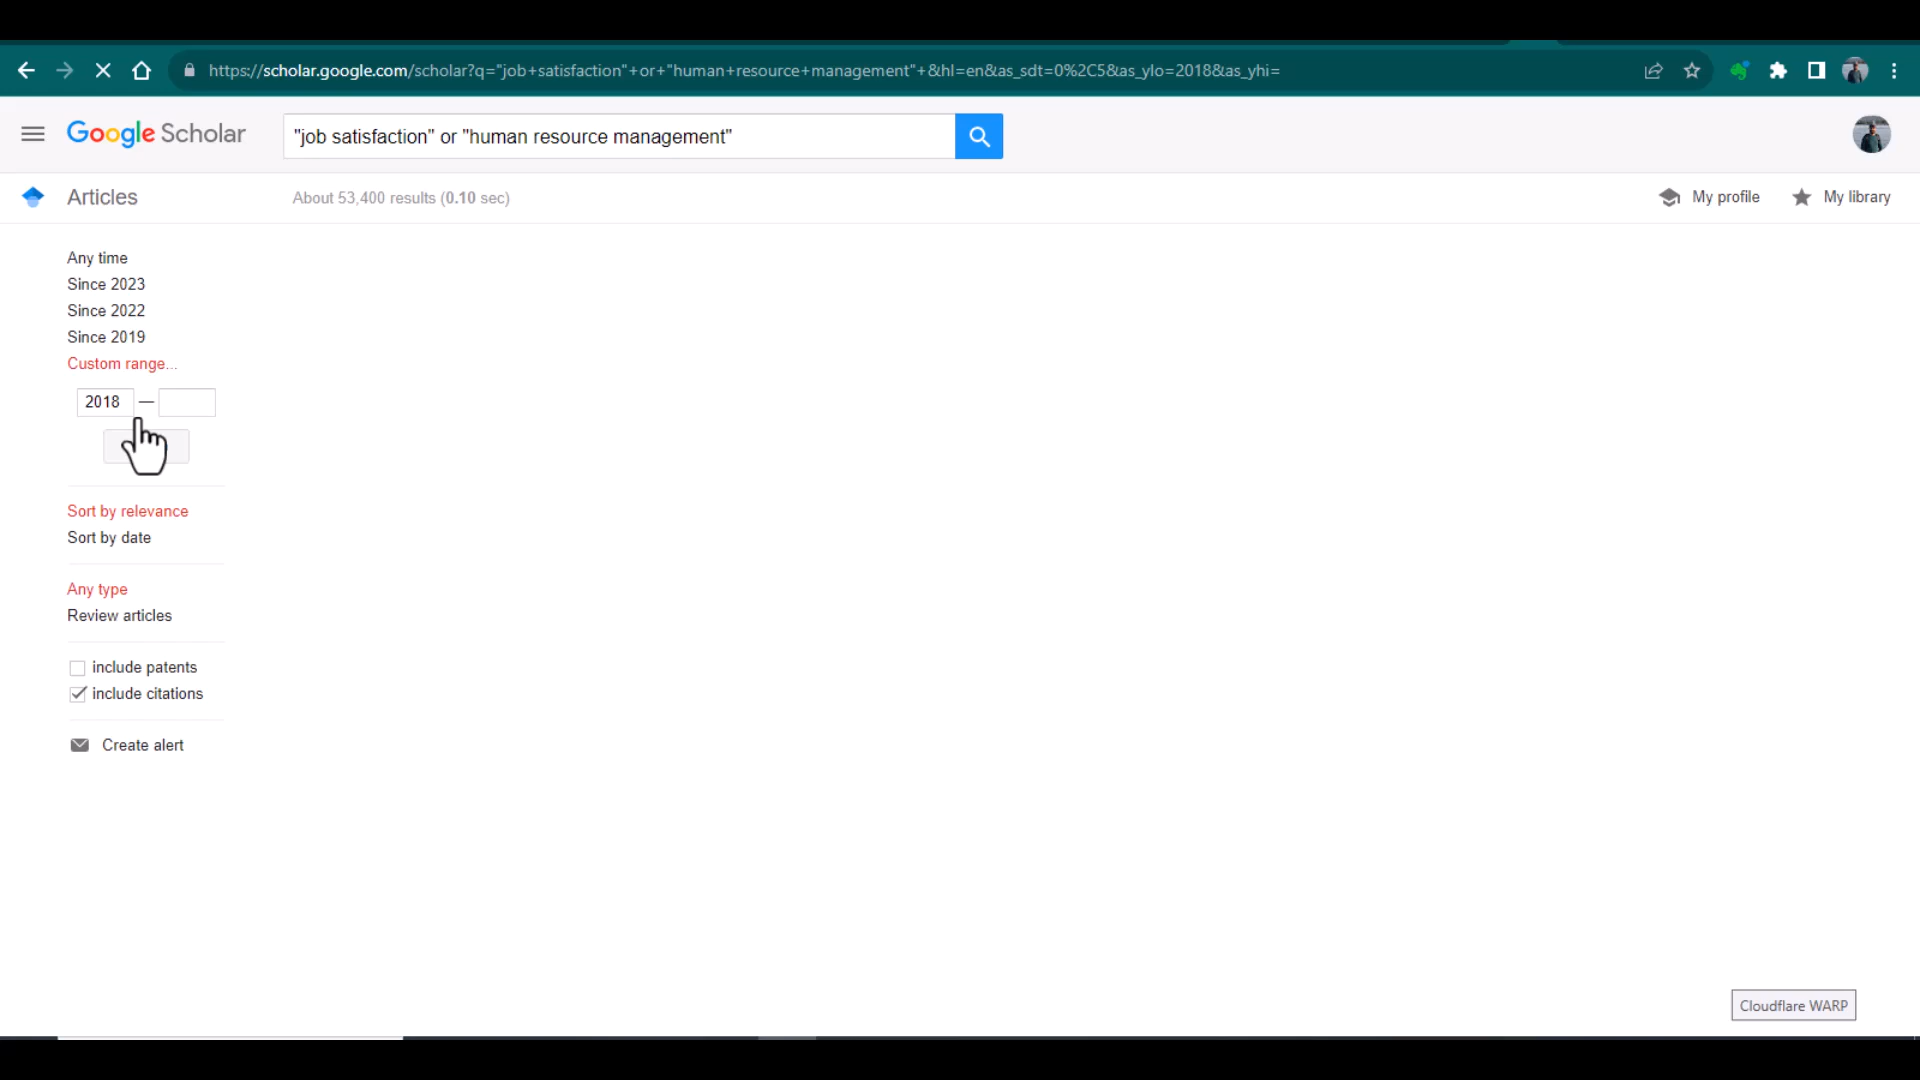 https://scholar.google.com/scholar?q="job+satisfaction"+or+"human+resource+management"+&hl=en&as_sdt=0%2C5&as_ylo=2018&as_yhi=
Google Scholar
"job satisfaction" or "human resource management"
Articles
About 53,400 results (0.10 sec)
My profile
My library
Any time
Since 2023
Since 2022
Since 2019
Custom range...
2018 —
Sort by relevance
Sort by date
Any type
Review articles
include patents
include citations
Create alert
Cloudflare WARP